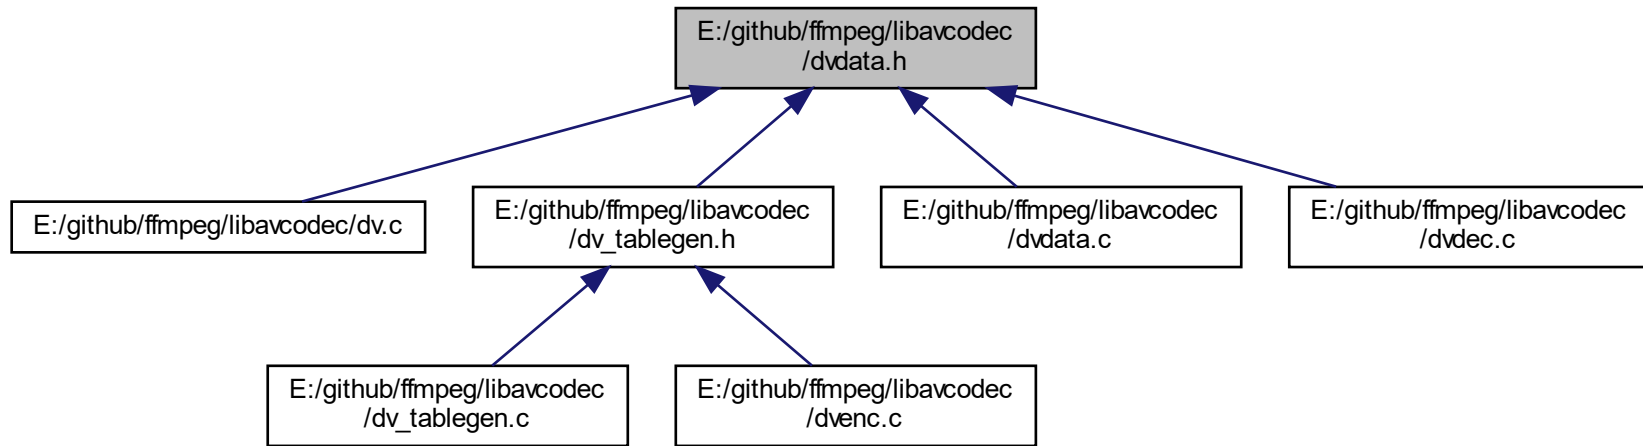 E:/github/ffmpeg/libavcodec
/dvdata.h
E:/github/ffmpeg/libavcodec/dv.c
E:/github/ffmpeg/libavcodec
/dv_tablegen.h
E:/github/ffmpeg/libavcodec
/dvdata.c
E:/github/ffmpeg/libavcodec
/dvdec.c
E:/github/ffmpeg/libavcodec
/dv_tablegen.c
E:/github/ffmpeg/libavcodec
/dvenc.c